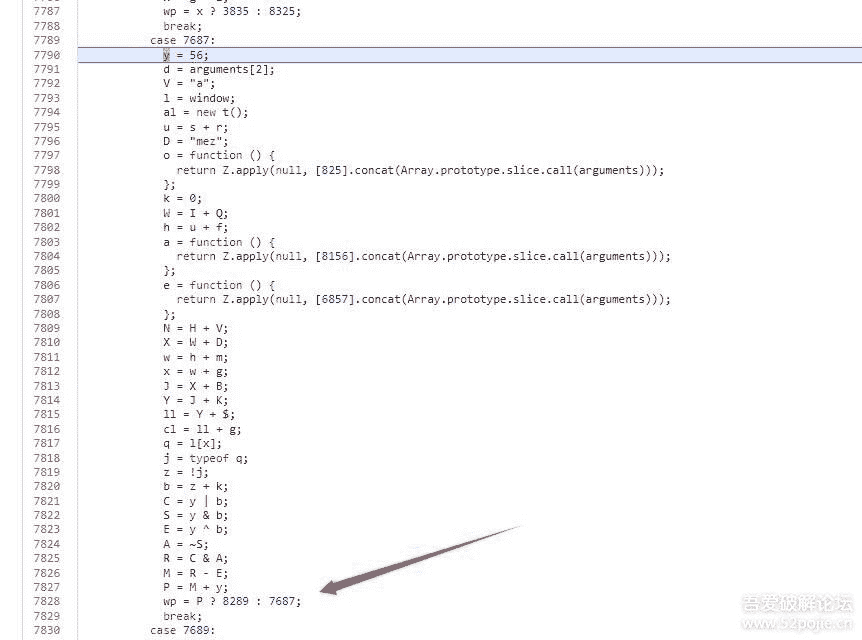 7787 wp = x ? 3835 : 8325;
7788 break;
7789 case 7687:
7790 y = 56;
7791 d = arguments[2];
7792 V = "a";
7793 l = window;
7794 al = new t();
7795 u = s + r;
7796 D = "mez";
7797 o = function () {
7798 return Z.apply(null, [825].concat(Array.prototype.slice.call(arguments)));
7799 };
7800 k = 0;
7801 W = I + Q;
7802 h = u + f;
7803 a = function () {
7804 return Z.apply(null, [8156].concat(Array.prototype.slice.call(arguments)));
7805 };
7806 e = function () {
7807 return Z.apply(null, [6857].concat(Array.prototype.slice.call(arguments)));
7808 };
7809 N = H + V;
7810 X = W + D;
7811 w = h + m;
7812 x = w + g;
7813 J = X + B;
7814 Y = J + K;
7815 ll = Y + $;
7816 cl = ll + g;
7817 q = l[x];
7818 j = typeof q;
7819 z = !j;
7820 b = z + k;
7821 C = y | b;
7822 S = y & b;
7823 E = y ^ b;
7824 A = ~S;
7825 R = C & A;
7826 M = R - E;
7827 P = M + y;
7828 wp = P ? 8289 : 7687;
7829 break;
7830 case 7689:
吾爱破解论坛
www.52pojie.cn